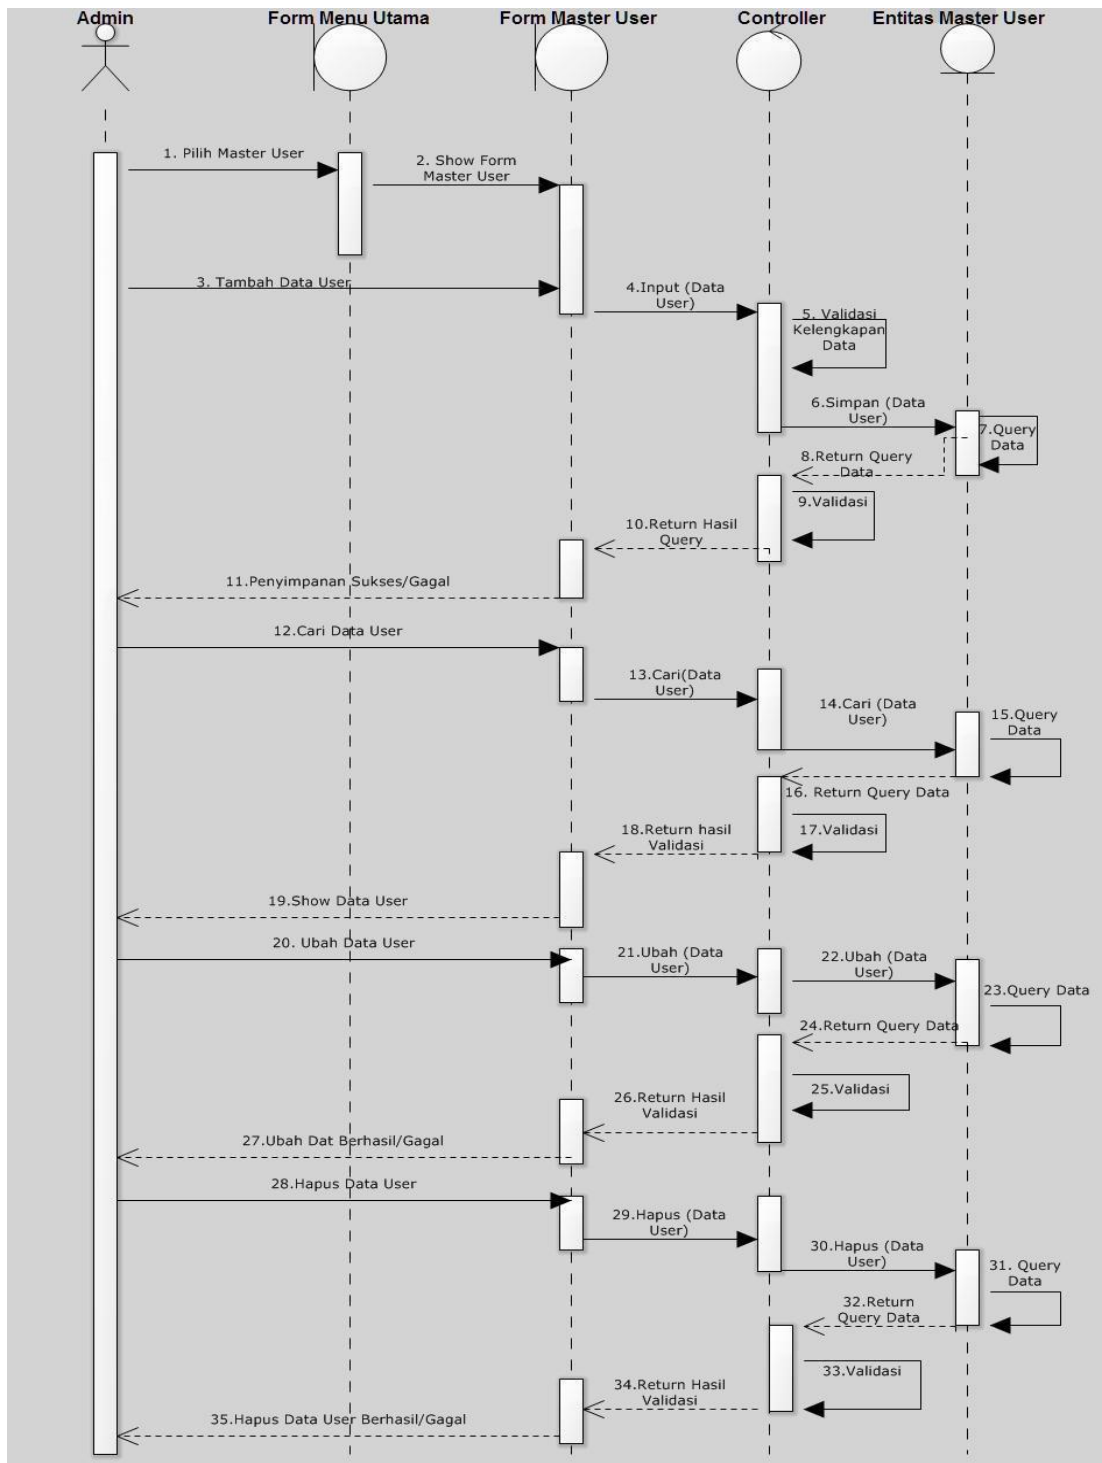 Admin
Form Menu Utama
Form Master User
Controller
Entitas Master User
1. Pilih Master User
2. Show Form
Master User
3. Tambah Data User
4.Input (Data
User)
5. Validasi
Kelengkapan
Data
6.Simpan (Data
User)
7.Query
Data
8.Return Query
Data
9.Validasi
10.Return Hasil
Query
11.Penyimpanan Sukses/Gagal
12.Cari Data User
13.Cari(Data
User)
14.Cari (Data
User)
15.Query
Data
16. Return Query Data
17.Validasi
18.Return hasil
Validasi
19.Show Data User
20. Ubah Data User
21.Ubah (Data
User)
22.Ubah (Data
User)
23.Query Data
24.Return Query Data
25.Validasi
26.Return Hasil
Validasi
27.Ubah Dat Berhasil/Gagal
28.Hapus Data User
29.Hapus (Data
User)
30.Hapus (Data
User)
31. Query
Data
32.Return
Query Data
33.Validasi
34.Return Hasil
Validasi
35.Hapus Data User Berhasil/Gagal